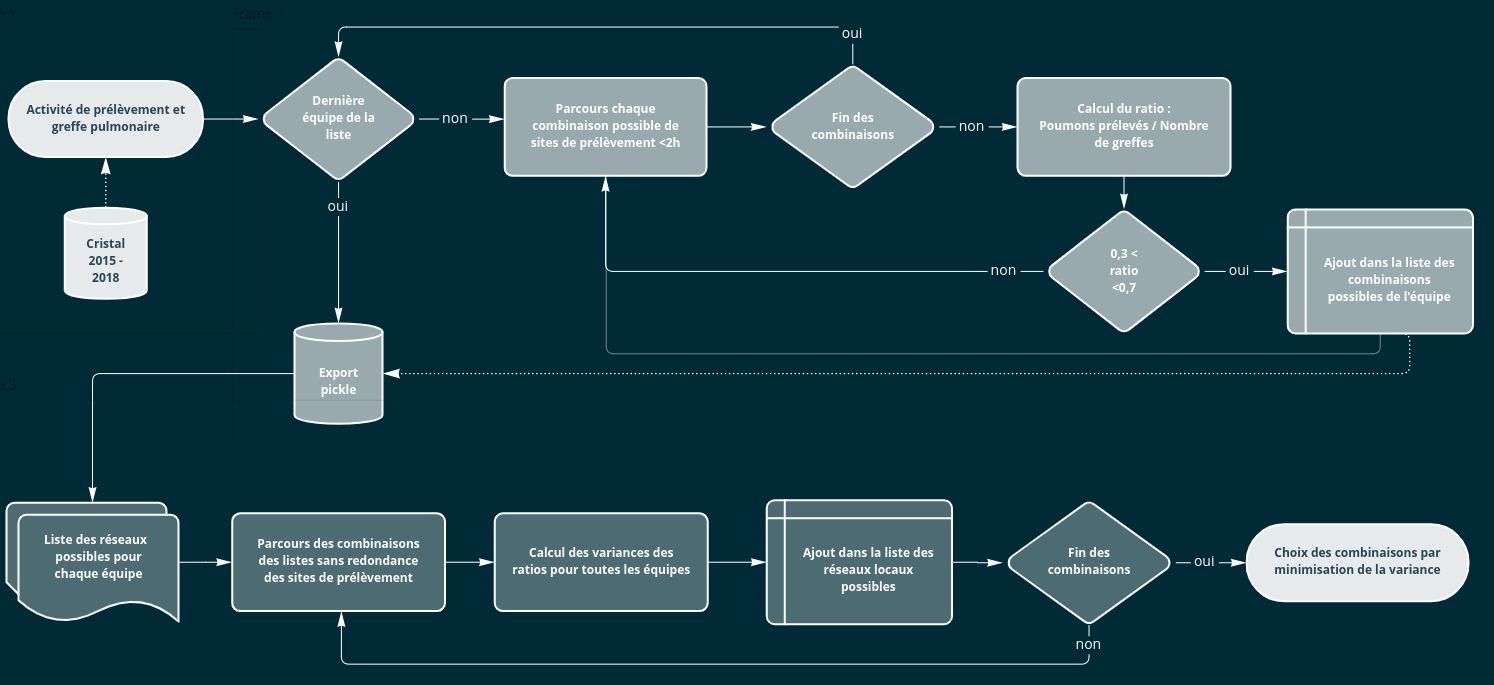 e 1
Frame 2
oui
Activité de prélèvement et
greffe pulmonaire
Dernière
équipe de la
liste
non
Parcours chaque
combinaison possible de
sites de prélèvement <2h
Fin des
combinaisons
non
Calcul du ratio :
Poumons prélevés / Nombre
de greffes
oui
Cristal
2015 -
2018
non
0,3 <
ratio
<0,7
oui
Ajout dans la liste des
combinaisons
possibles de l'équipe
Export
pickle
e 3
Liste des réseaux
possibles pour
chaque équipe
Parcours des combinaisons
des listes sans redondance
des sites de prélèvement
Calcul des variances des
ratios pour toutes les équipes
Ajout dans la liste des
réseaux locaux
possibles
Fin des
combinaisons
oui
Choix des combinaisons par
minimisation de la variance
non